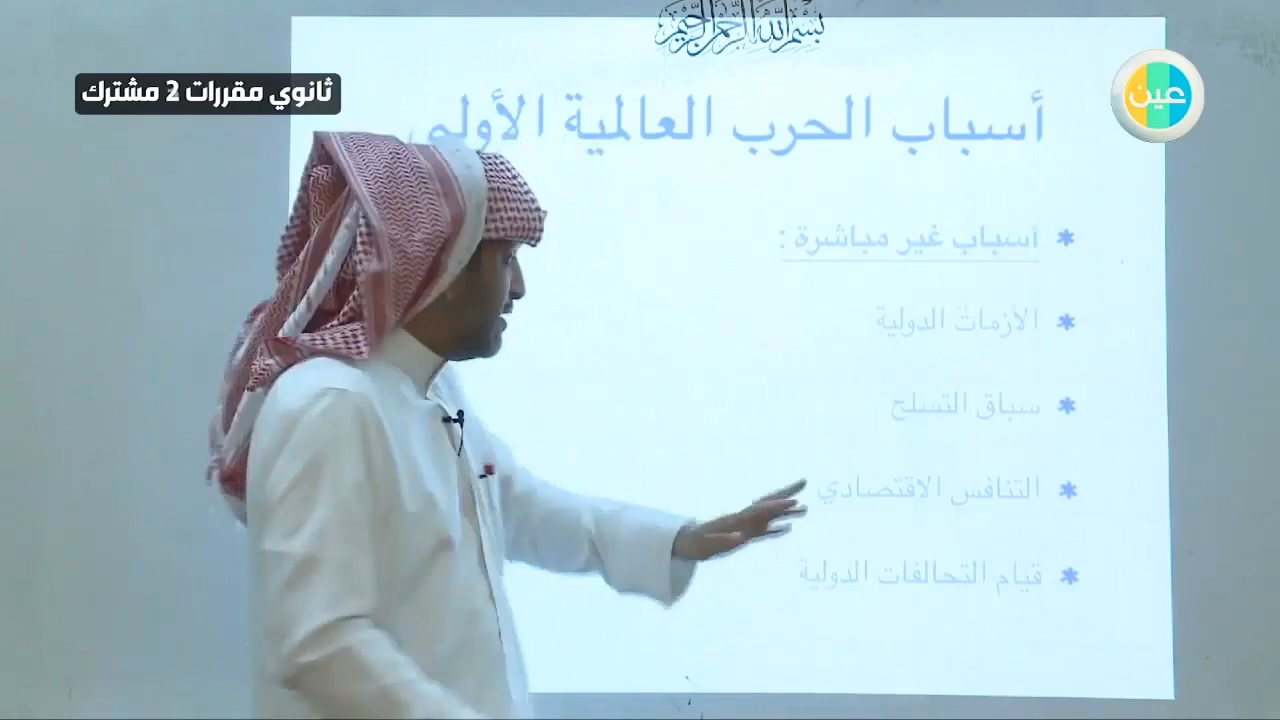 بسم الله الرحمن الرحيم
ثانوي مقررات 2 مشترك
عين
أسباب الحرب العالمية الأولى
* أسباب غير مباشرة :
* الأزمات الدولية
* سباق التسلح
* التنافس الاقتصادي
* قيام التحالفات الدولية